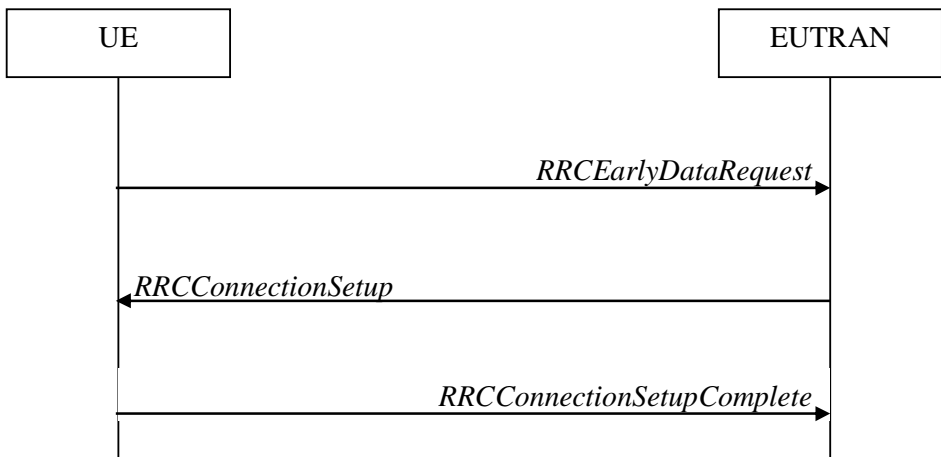 UE
EUTRAN
RRCEarlyDataRequest
RRCConnectionSetup
RRCConnectionSetupComplete